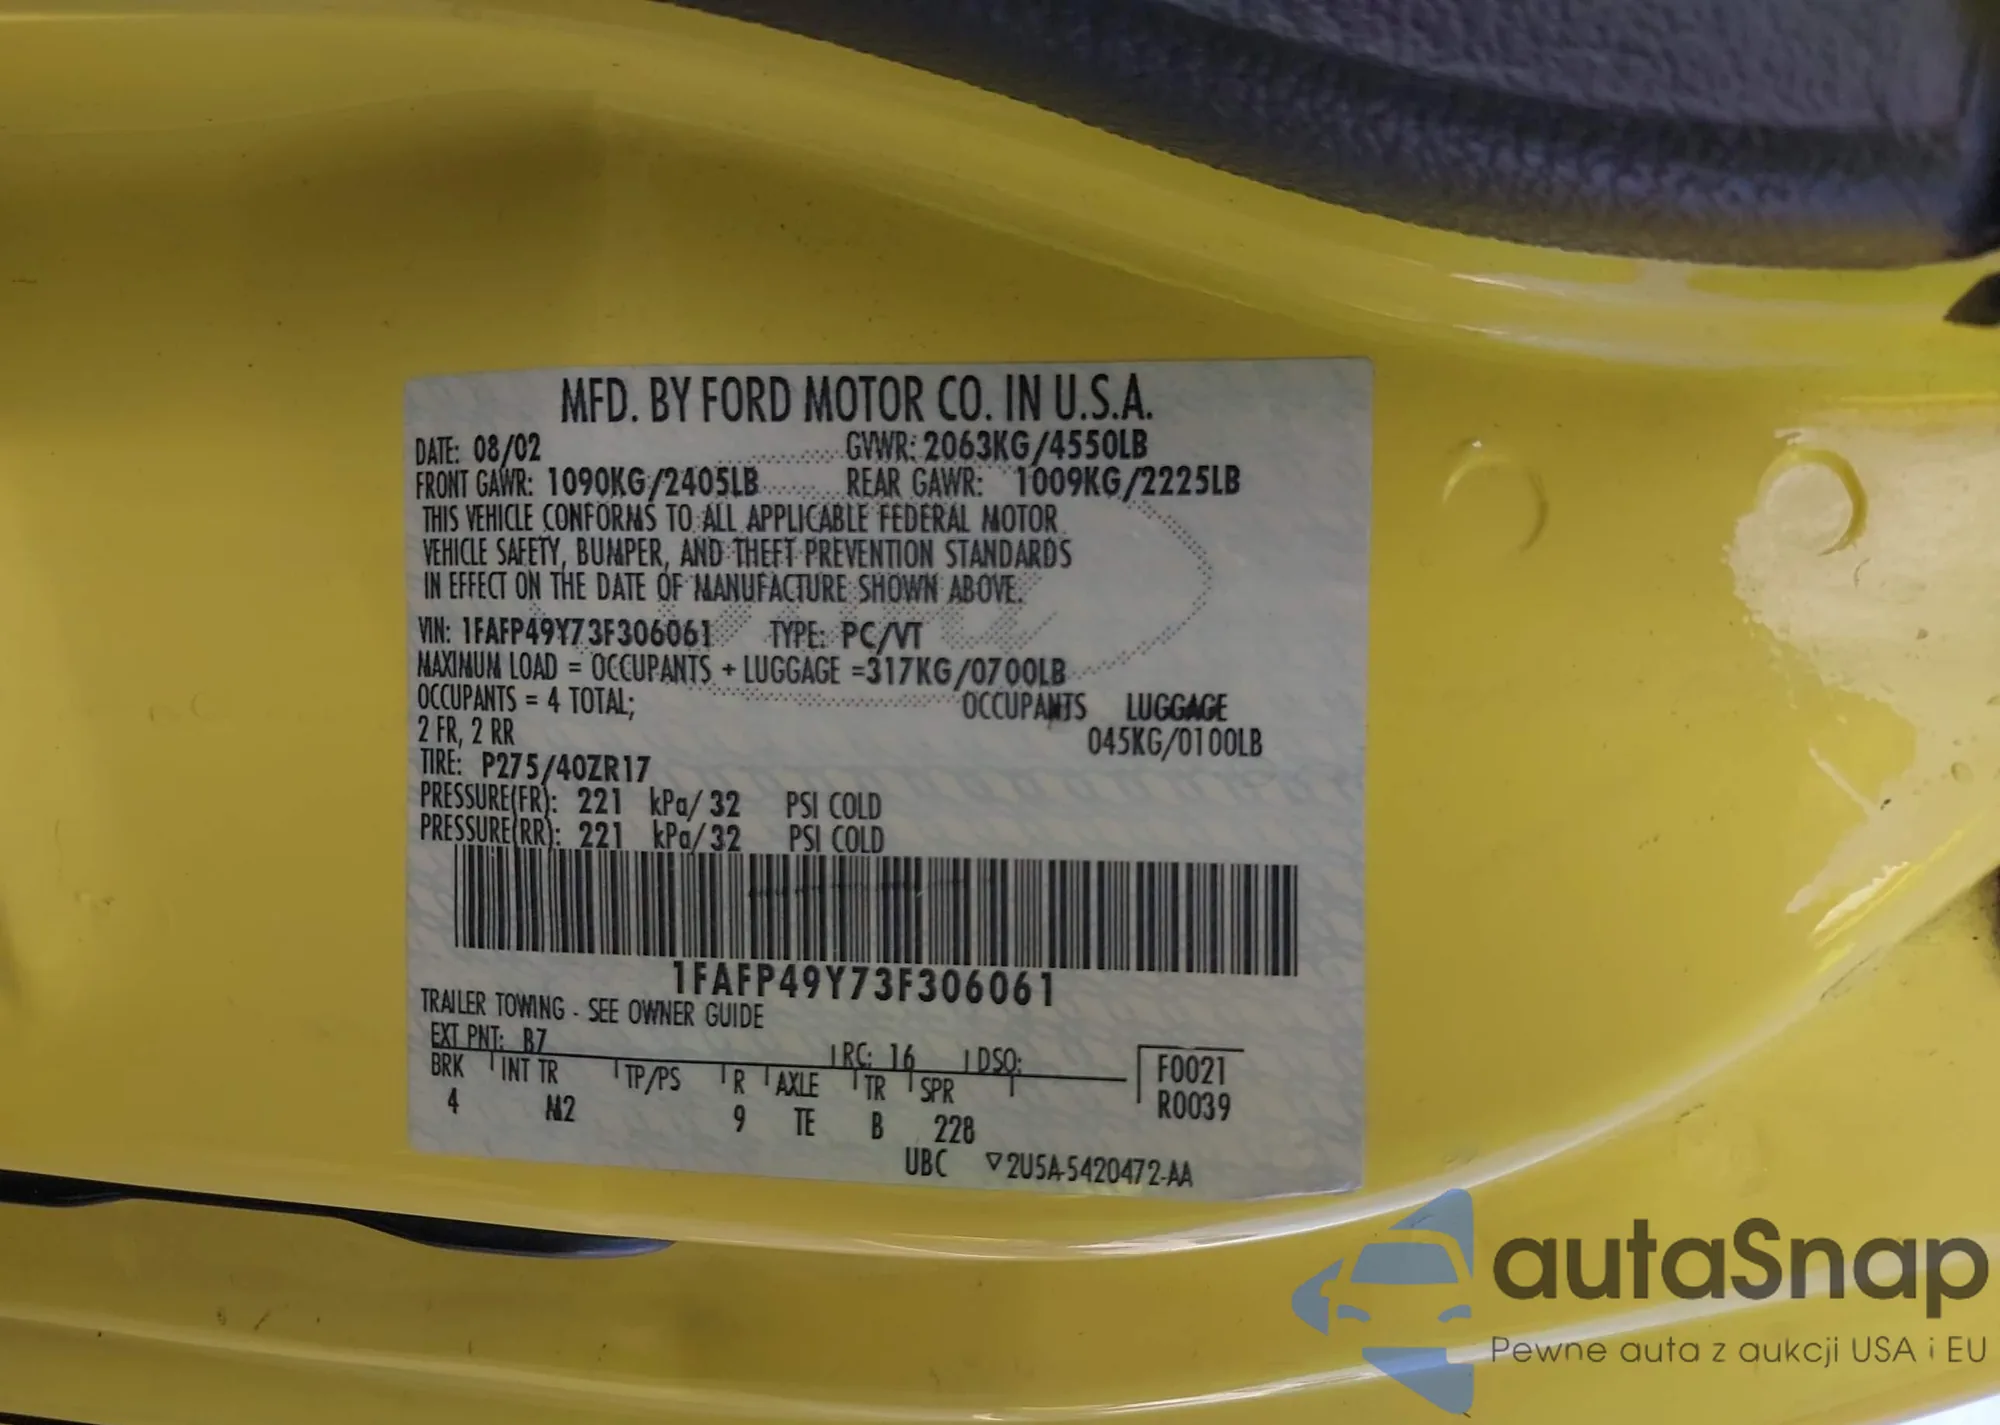 MFD. BY FORD MOTOR CO. IN U.S.A.
DATE: 08/02 GVWR: 2063KG/4550LB
FRONT GAWR: 1090KG/2405LB REAR GAWR: 1009KG/2225LB
THIS VEHICLE CONFORMS TO ALL APPLICABLE FEDERAL MOTOR
VEHICLE SAFETY, BUMPER, AND THEFT PREVENTION STANDARDS
IN EFFECT ON THE DATE OF MANUFACTURE SHOWN ABOVE.
VIN: 1FAFP49Y73F306061 TYPE: PC/VT
MAXIMUM LOAD = OCCUPANTS + LUGGAGE =317KG/0700LB
OCCUPANTS = 4 TOTAL; OCCUPANTS LUGGAGE
2 FR, 2 RR 045KG/0100LB
TIRE: P275/40ZR17
PRESSURE(FR): 221 kPa/ 32 PSI COLD
PRESSURE(RR): 221 kPa/32 PSI COLD
1FAFP49Y73F306061
TRAILER TOWING - SEE OWNER GUIDE
EXT PNT: B7 RC: 16 DSO: F0021
BRK INT TR TP/PS R AXLE TR SPR R0039
4 M2 9 TE B 228
UBC ▽2U5A-5420472-AA
autaSnap
Pewne auta z aukcji USA i EU